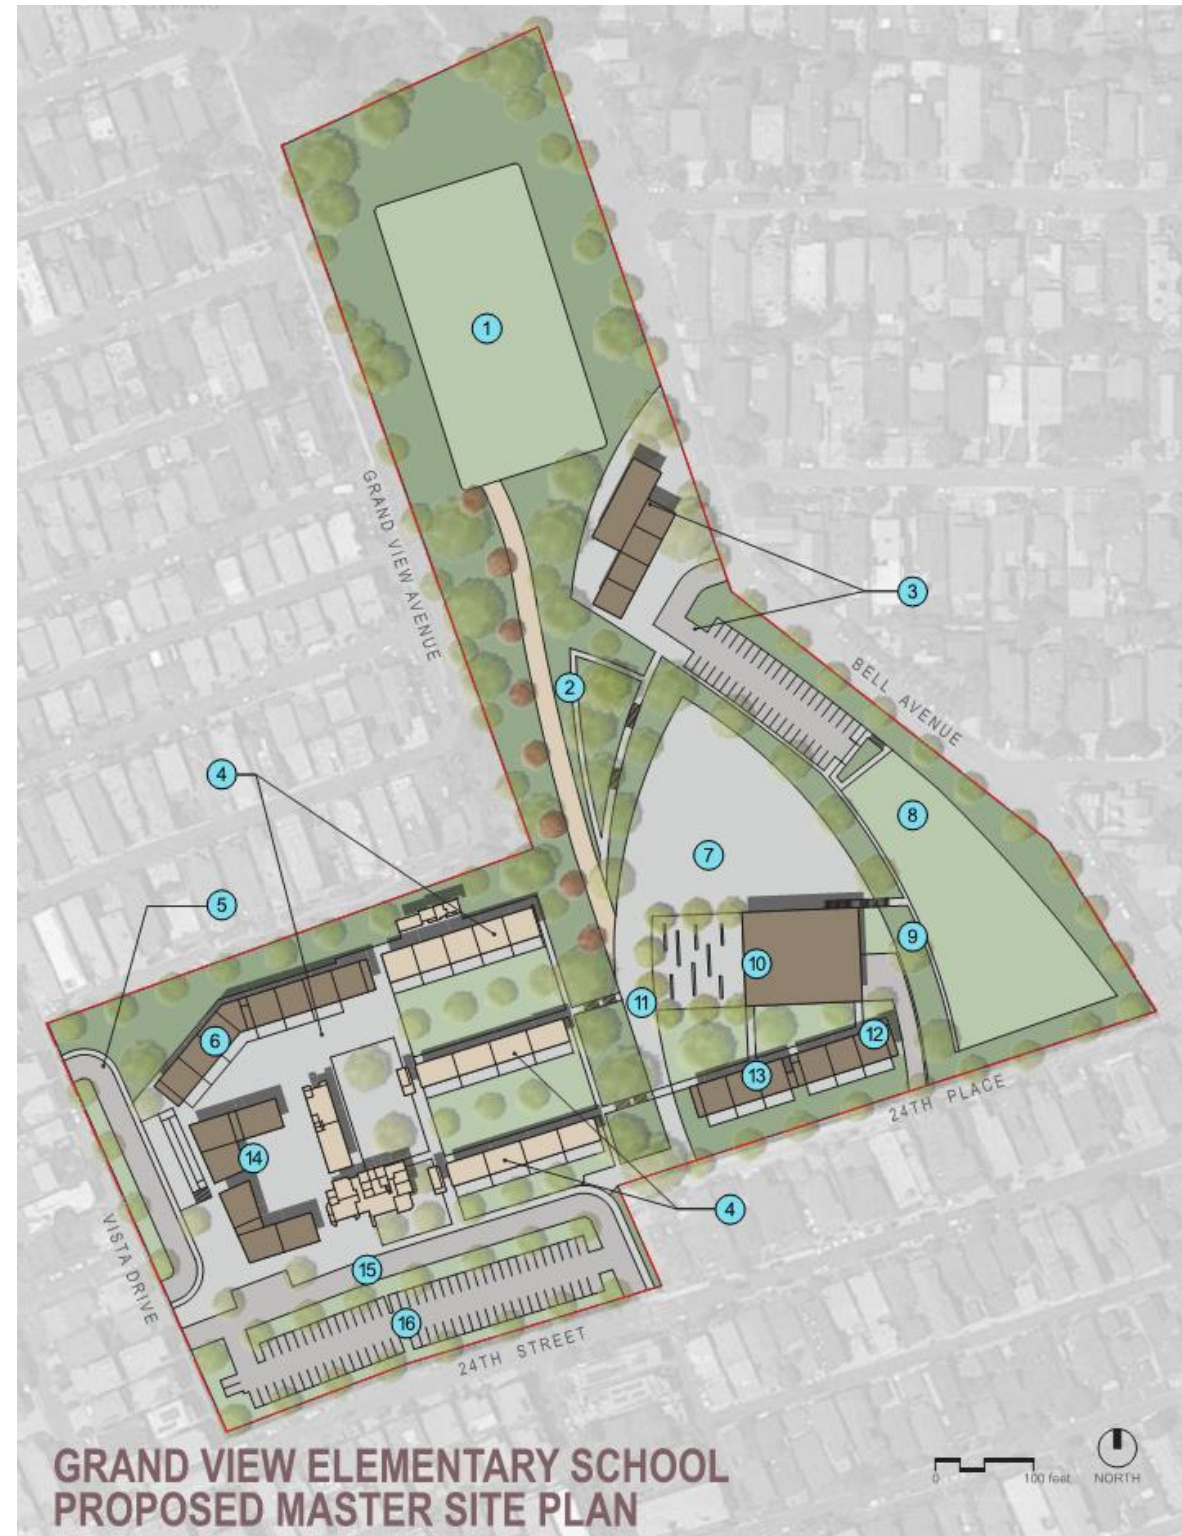 1
GRAND VIEW AVENUE
3
2
BELL AVENUE
4
8
7
5
9
10
11
12
6
13
24TH PLACE
14
4
VISTA DRIVE
15
16
24TH STREET
GRAND VIEW ELEMENTARY SCHOOL
PROPOSED MASTER SITE PLAN
0 100 feet
NORTH